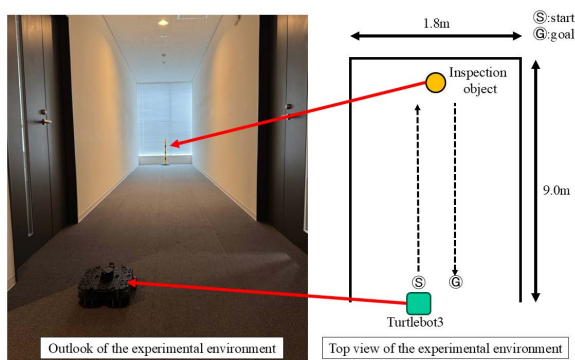 1.8m
Ⓢ:start
Ⓖ:goal
Inspection
object
9.0m
Ⓢ
Ⓖ
Turtlebot3
Outlook of the experimental environment
Top view of the experimental environment